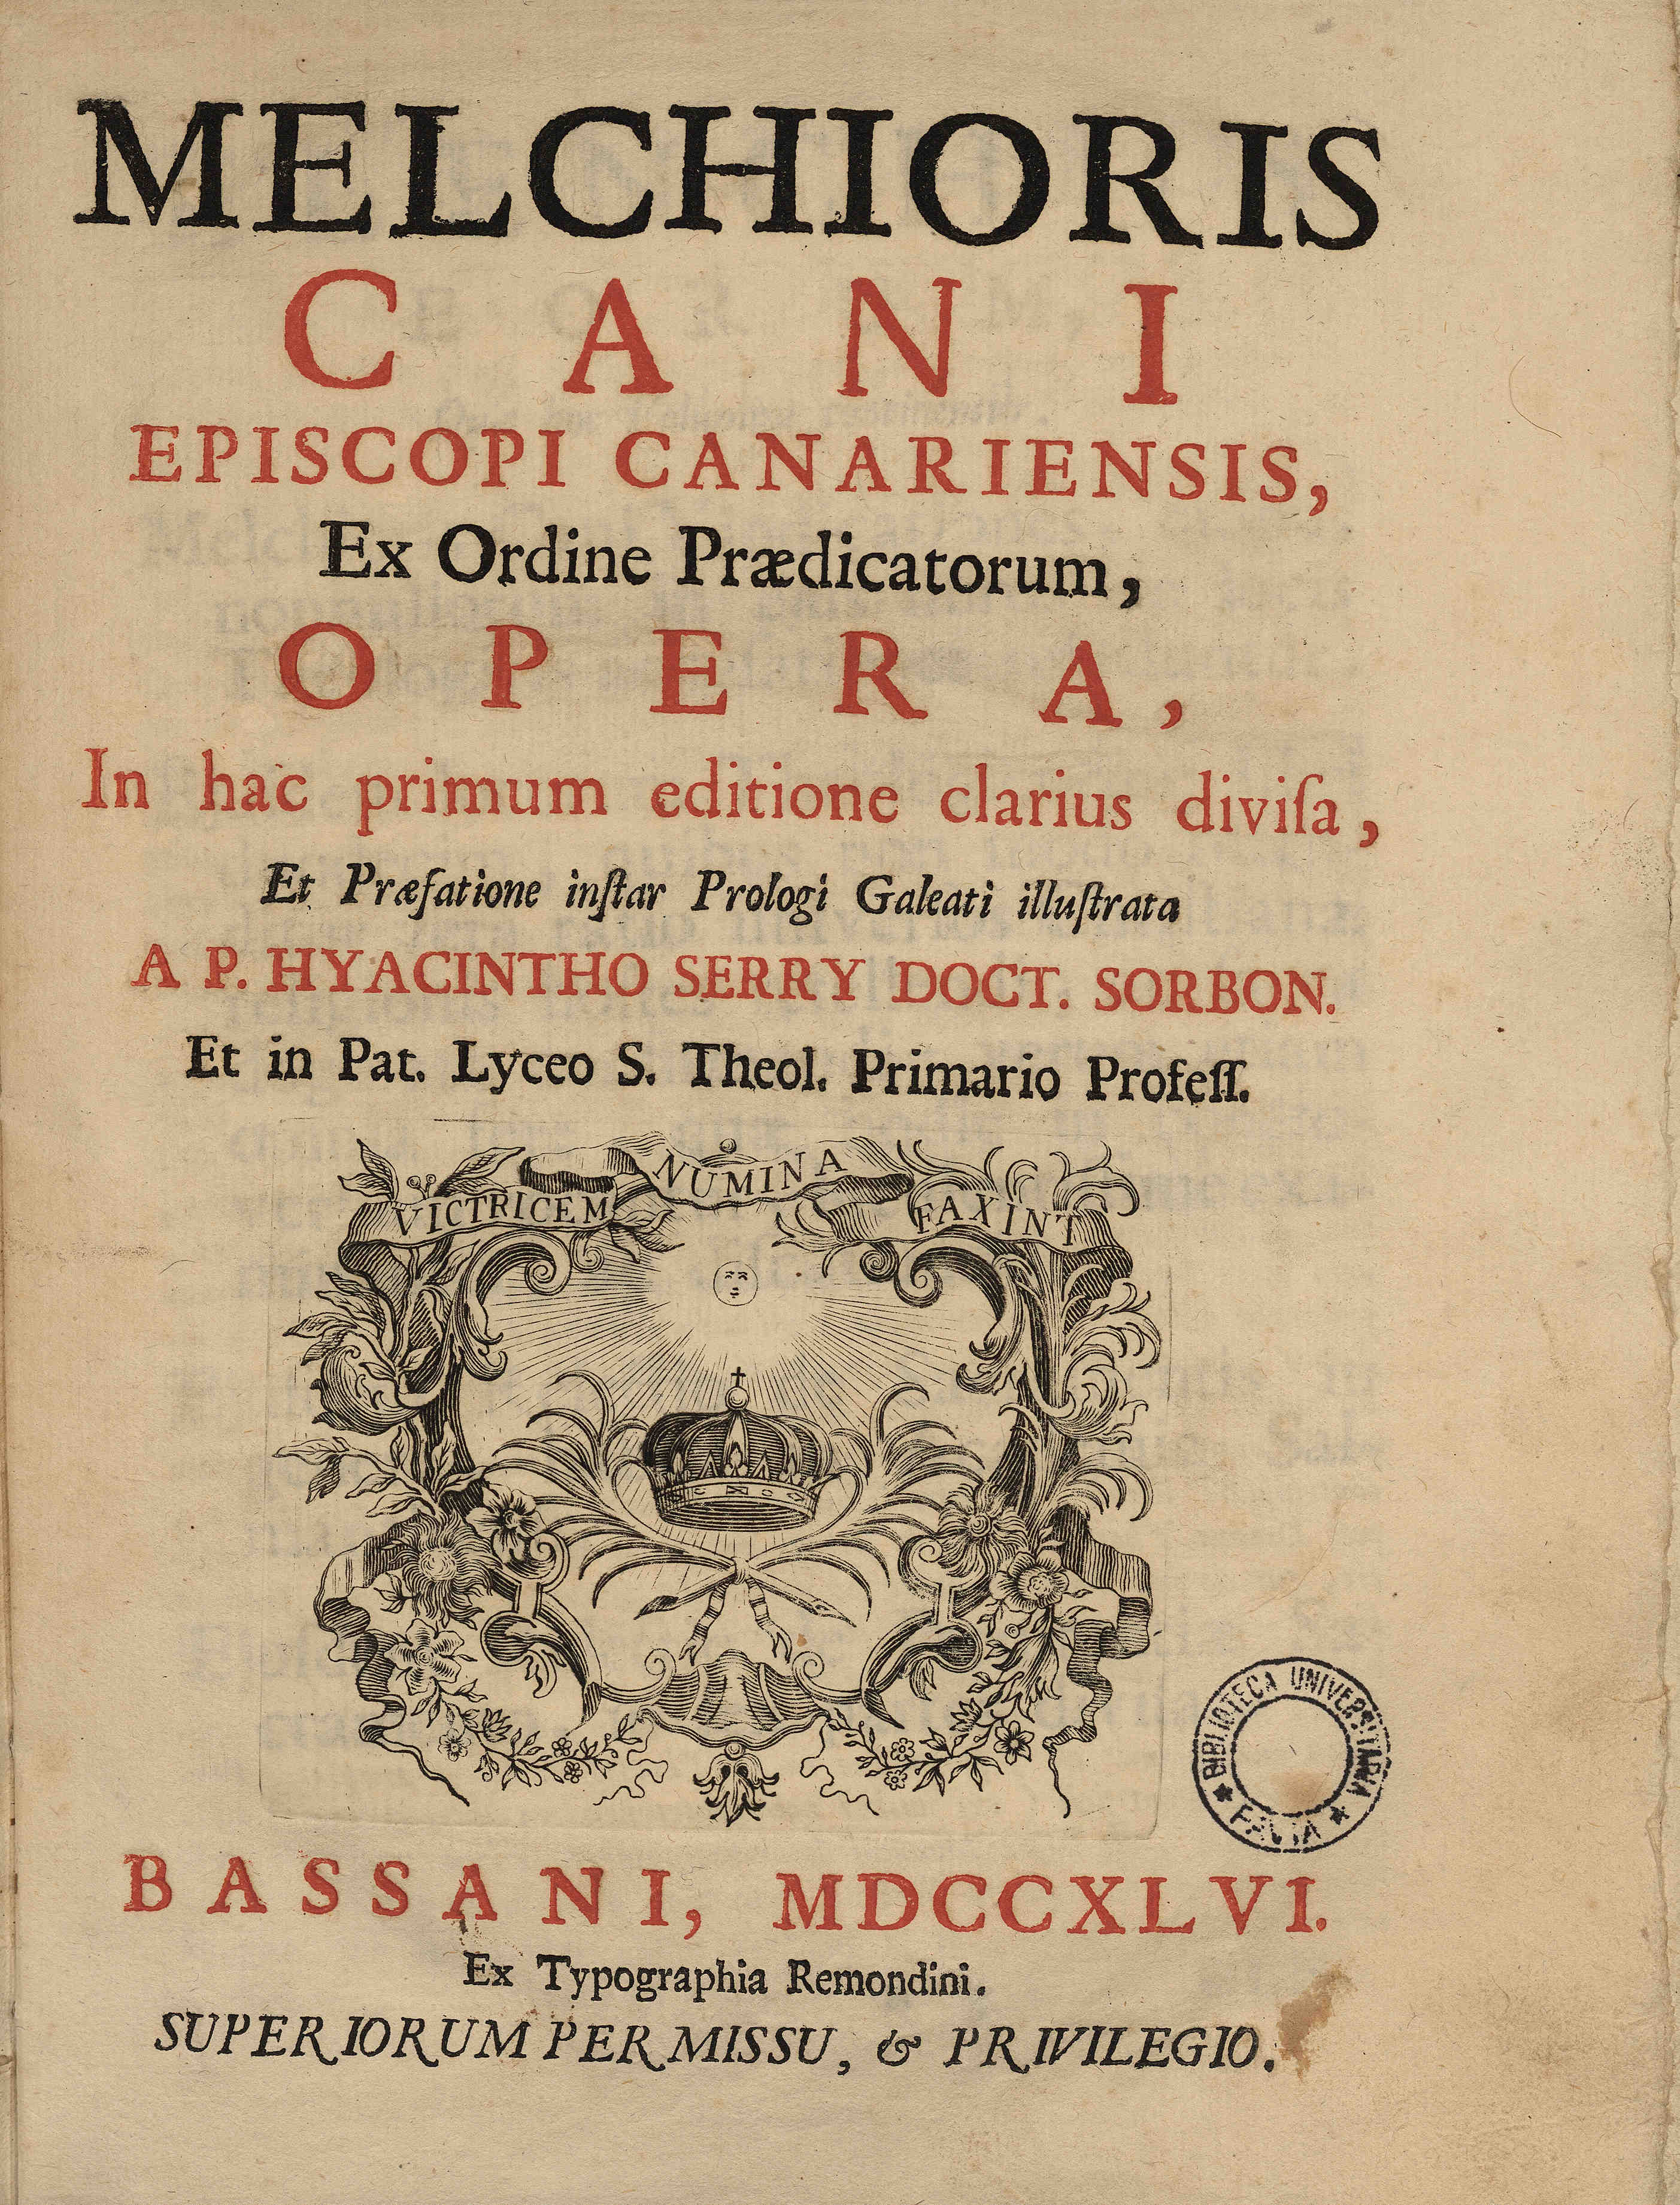 MELCHIORIS
CANI
EPISCOPI CANARIENSIS,
Ex Ordine Prædicatorum,
OPERA,
In hac primum editione clarius diviſa,
Et Præfatione inſtar Prologi Galeati illuſtrata
A P. HYACINTHO SERRY DOCT. SORBON.
Et in Pat. Lyceo S. Theol. Primario Profeſſ.
VICTRICEM NUMINA FAXINT
BIBLIOTECA UNIVERSITARIA
PAVIA
BASSANI, MDCCXLVI.
Ex Typographia Remondini.
SUPERIORUM PERMISSU, & PRIVILEGIO.